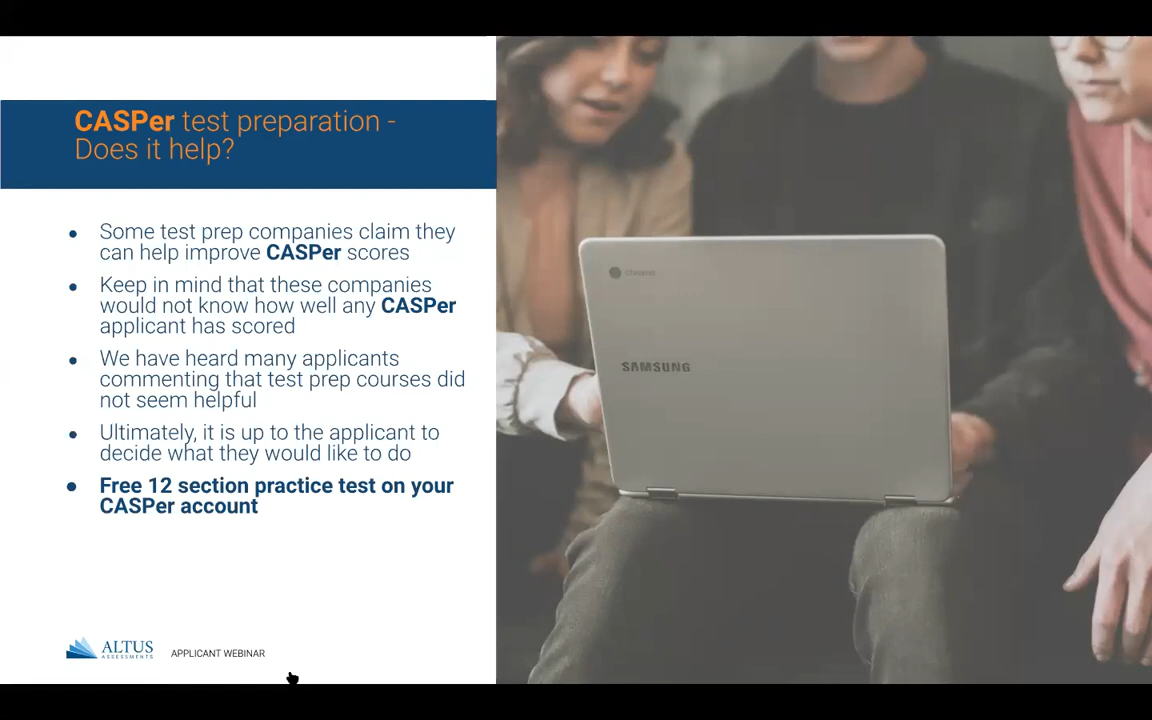 CASPer test preparation -
Does it help?
● Some test prep companies claim they
can help improve CASPer scores
● Keep in mind that these companies
would not know how well any CASPer
applicant has scored
● We have heard many applicants
commenting that test prep courses did
not seem helpful
● Ultimately, it is up to the applicant to
decide what they would like to do
● Free 12 section practice test on your
CASPer account
ALTUS
ASSESSMENTS
APPLICANT WEBINAR
chrome
SAMSUNG